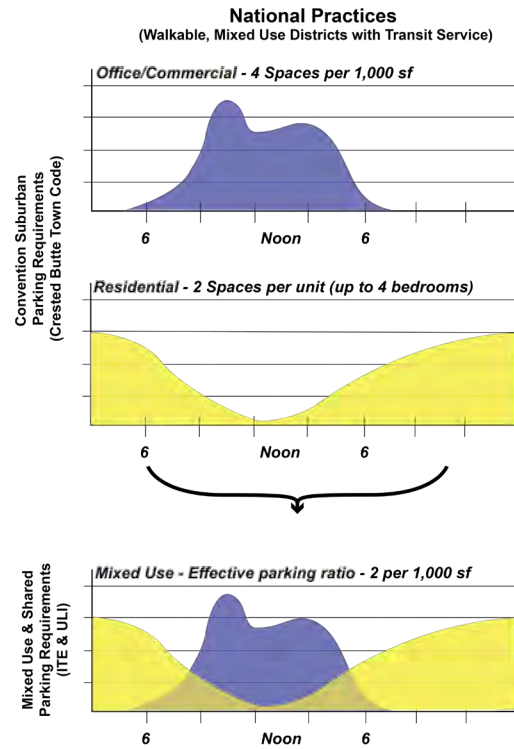 National Practices
(Walkable, Mixed Use Districts with Transit Service)
Office/Commercial - 4 Spaces per 1,000 sf
6 Noon 6
Convention Suburban
Parking Requirements
(Crested Butte Town Code)
Residential - 2 Spaces per unit (up to 4 bedrooms)
6 Noon 6
Mixed Use - Effective parking ratio - 2 per 1,000 sf
Mixed Use & Shared
Parking Requirements
(ITE & ULI)
6 Noon 6